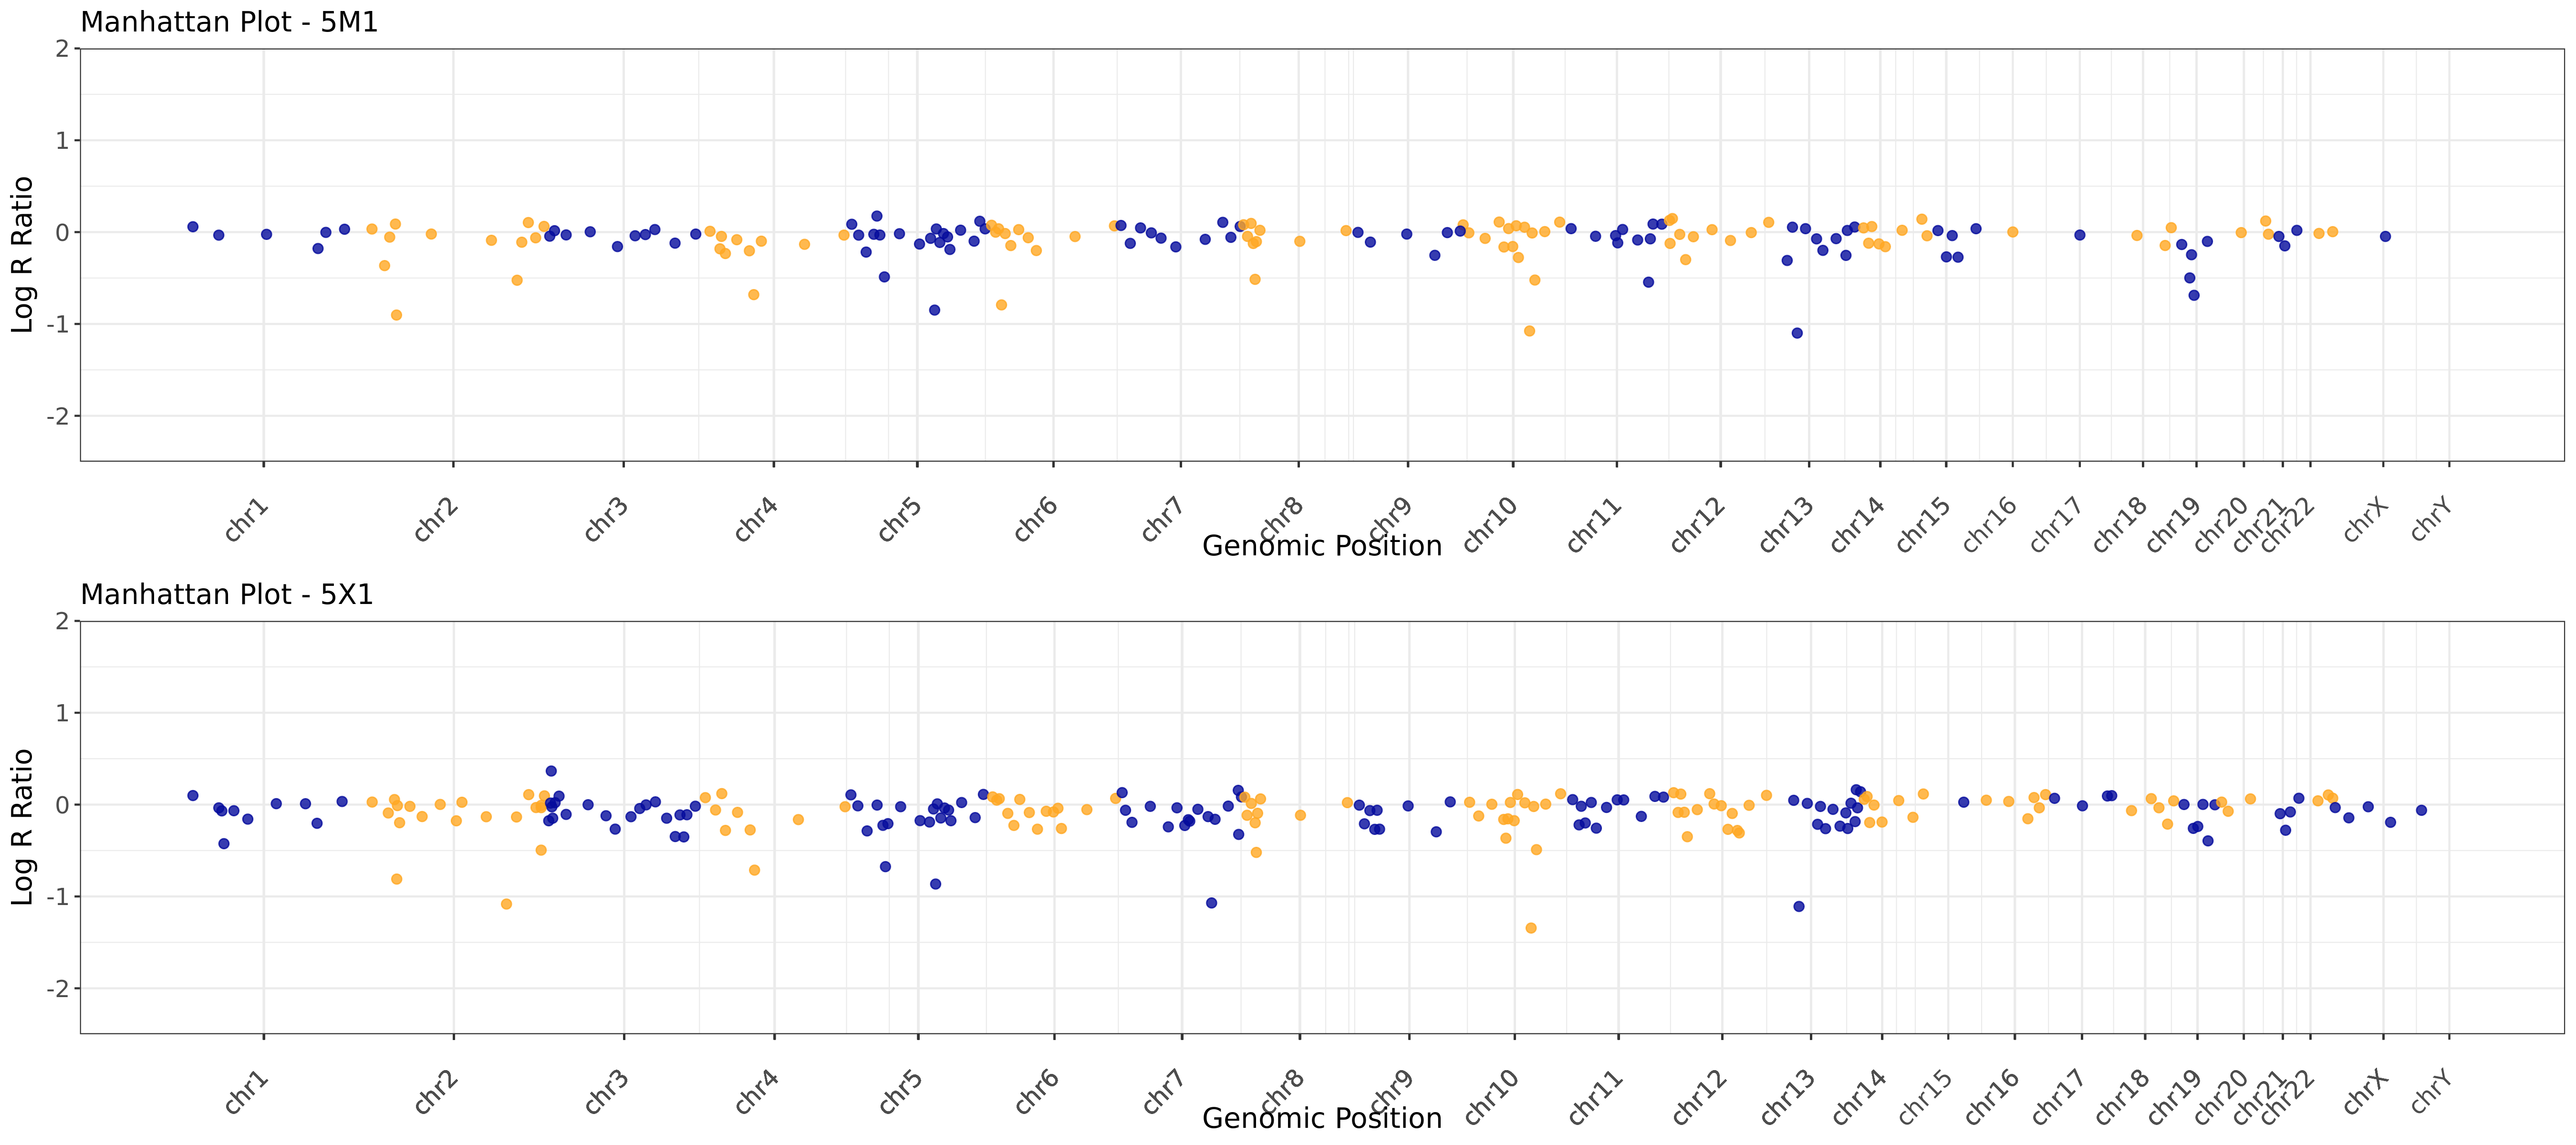 Manhattan Plot - 5M1
2
1
0
-1
-2
Log R Ratio
chr1 chr2 chr3 chr4 chr5 chr6 chr7 chr8 chr9 chr10 chr11 chr12 chr13 chr14 chr15 chr16 chr17 chr18 chr19 chr20 chr21 chr22 chrX chrY
Genomic Position
Manhattan Plot - 5X1
2
1
0
-1
-2
Log R Ratio
chr1 chr2 chr3 chr4 chr5 chr6 chr7 chr8 chr9 chr10 chr11 chr12 chr13 chr14 chr15 chr16 chr17 chr18 chr19 chr20 chr21 chr22 chrX chrY
Genomic Position